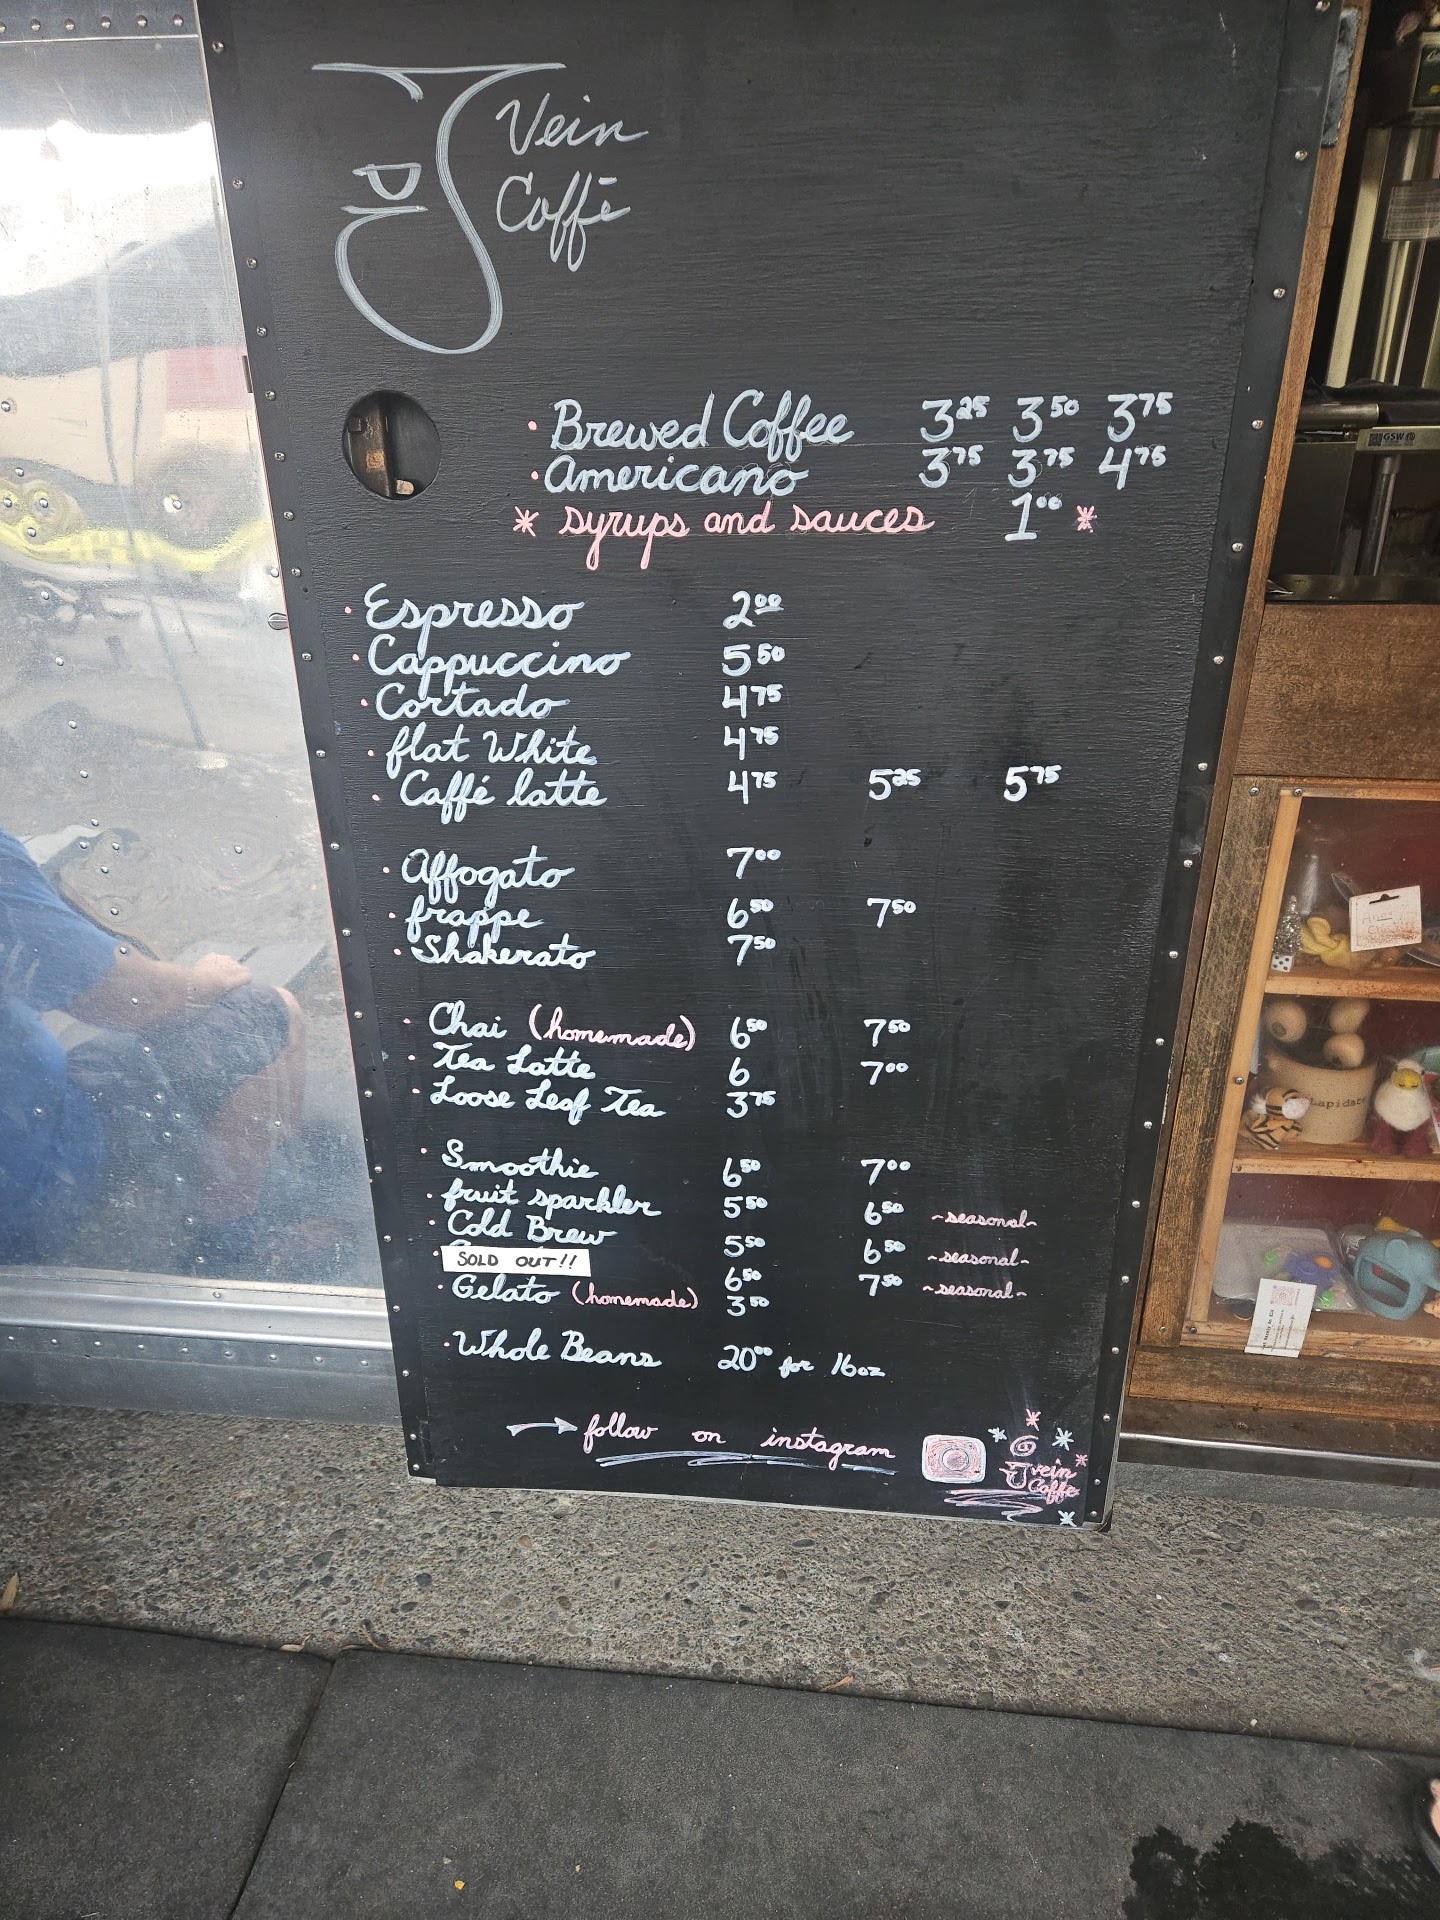 Vein
Caffé
· Brewed Coffee 3.25 3.50 3.75
· Americano 3.75 3.75 4.75
* syrups and sauces 1.00 *
· Espresso 2.00
· Cappuccino 5.50
· Cortado 4.75
· flat White 4.75
· Caffé latte 4.75 5.25 5.75
· Affogato 7.00
· frappe 6.50 7.50
· Shakerato 7.50
· Chai (homemade) 6.50 7.50
· Tea Latte 6 7.00
· Loose Leaf Tea 3.75
· Smoothie 6.50 7.00
· fruit sparkler 5.50 6.50 ~seasonal~
· Cold Brew 5.50 6.50 ~seasonal~
· SOLD OUT!! 6.50 7.50 ~seasonal~
· Gelato (homemade) 3.50
· Whole Beans 20.00 for 16oz
→ follow on instagram
vein
Caffe
GSW
Lapidat